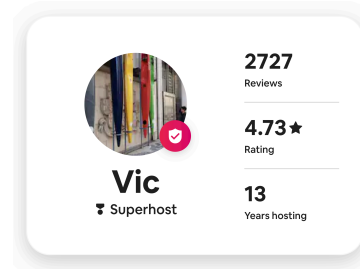 Vic
Superhost
2727
Reviews
4.73★
Rating
13
Years hosting